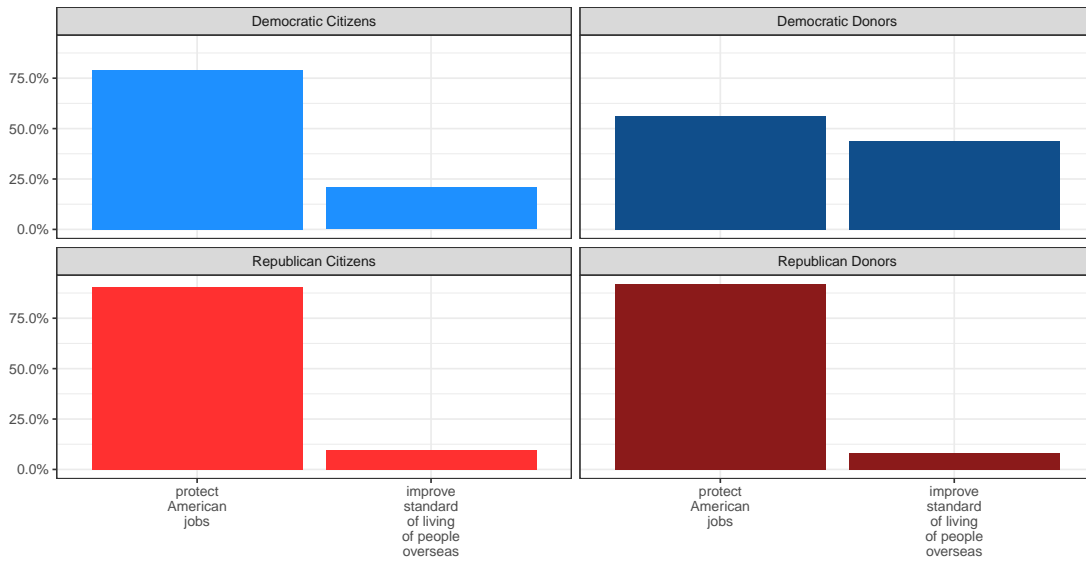 Democratic Citizens
Democratic Donors
75.0%
50.0%
25.0%
0.0%
Republican Citizens
Republican Donors
75.0%
50.0%
25.0%
0.0%
protect
American
jobs
improve
standard
of living
of people
overseas
protect
American
jobs
improve
standard
of living
of people
overseas